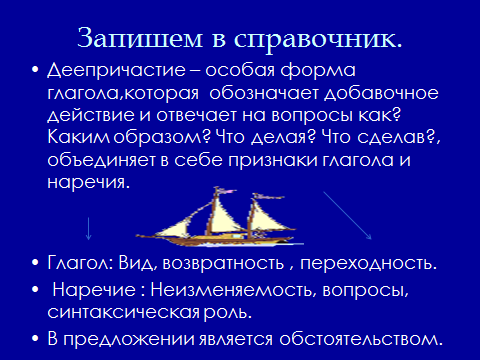 Запишем в справочник.
• Деепричастие – особая форма
глагола,которая обозначает добавочное
действие и отвечает на вопросы как?
Каким образом? Что делая? Что сделав?,
объединяет в себе признаки глагола и
наречия.
• Глагол: Вид, возвратность , переходность.
• Наречие : Неизменяемость, вопросы,
синтаксическая роль.
• В предложении является обстоятельством.